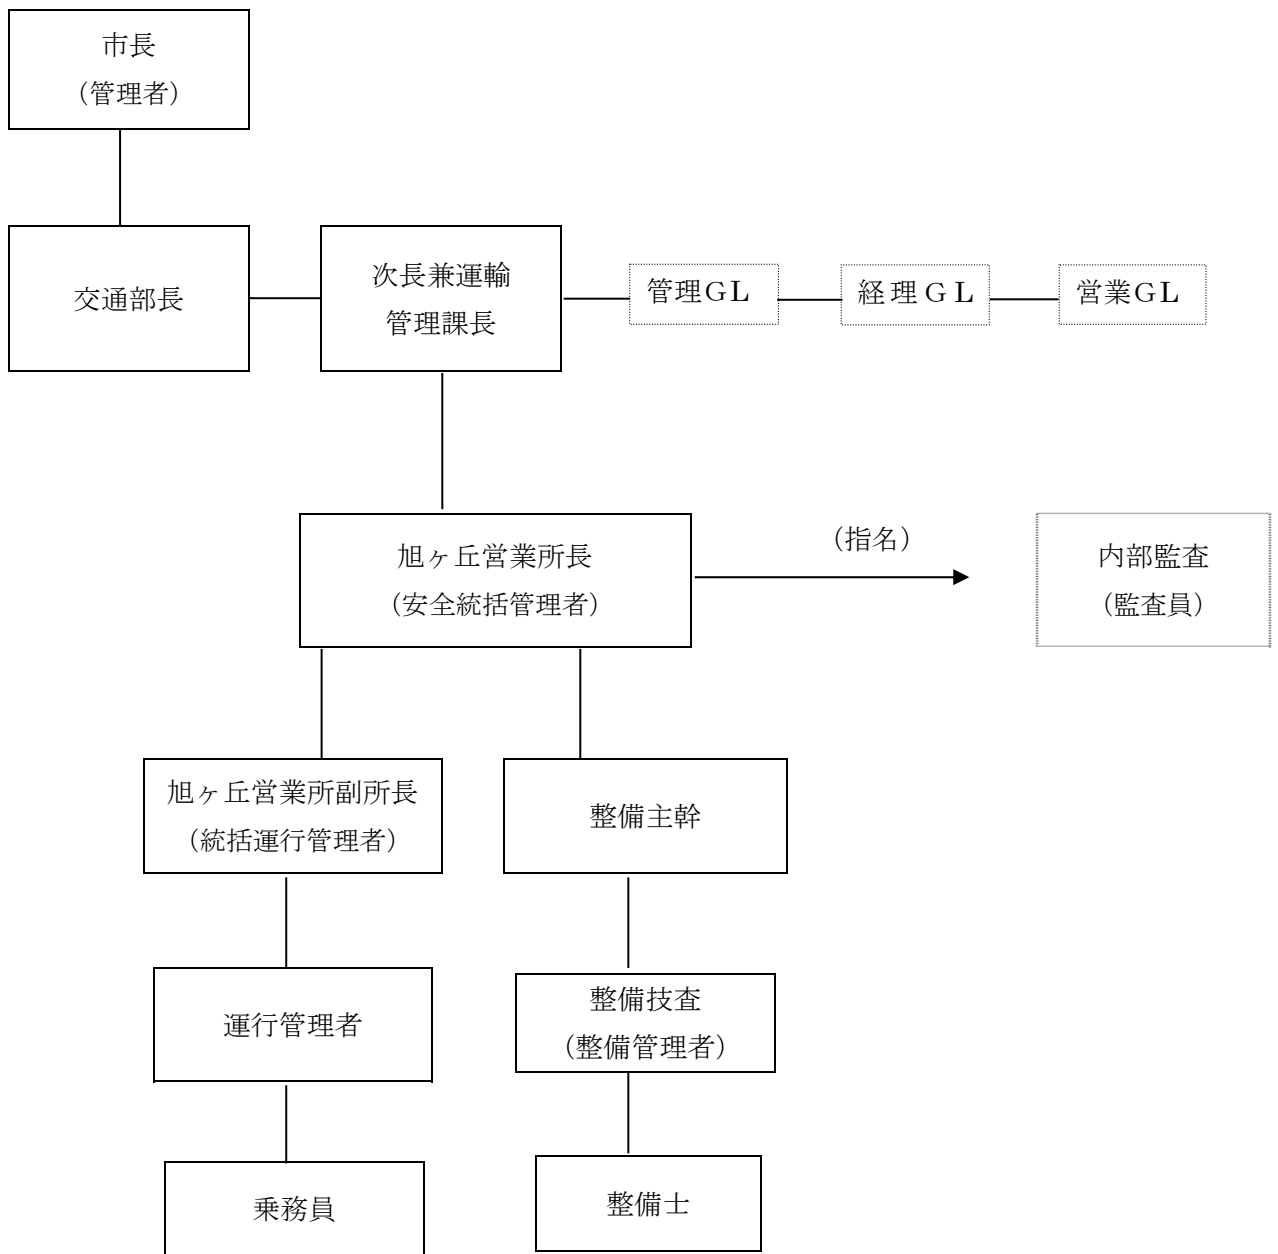 市長
（管理者）
交通部長
次長兼運輸
管理課長
管理GL
経理ＧＬ
営業GL
旭ヶ丘営業所長
（安全統括管理者）
（指名）
内部監査
（監査員）
旭ヶ丘営業所副所長
（統括運行管理者）
整備主幹
運行管理者
整備技査
（整備管理者）
乗務員
整備士